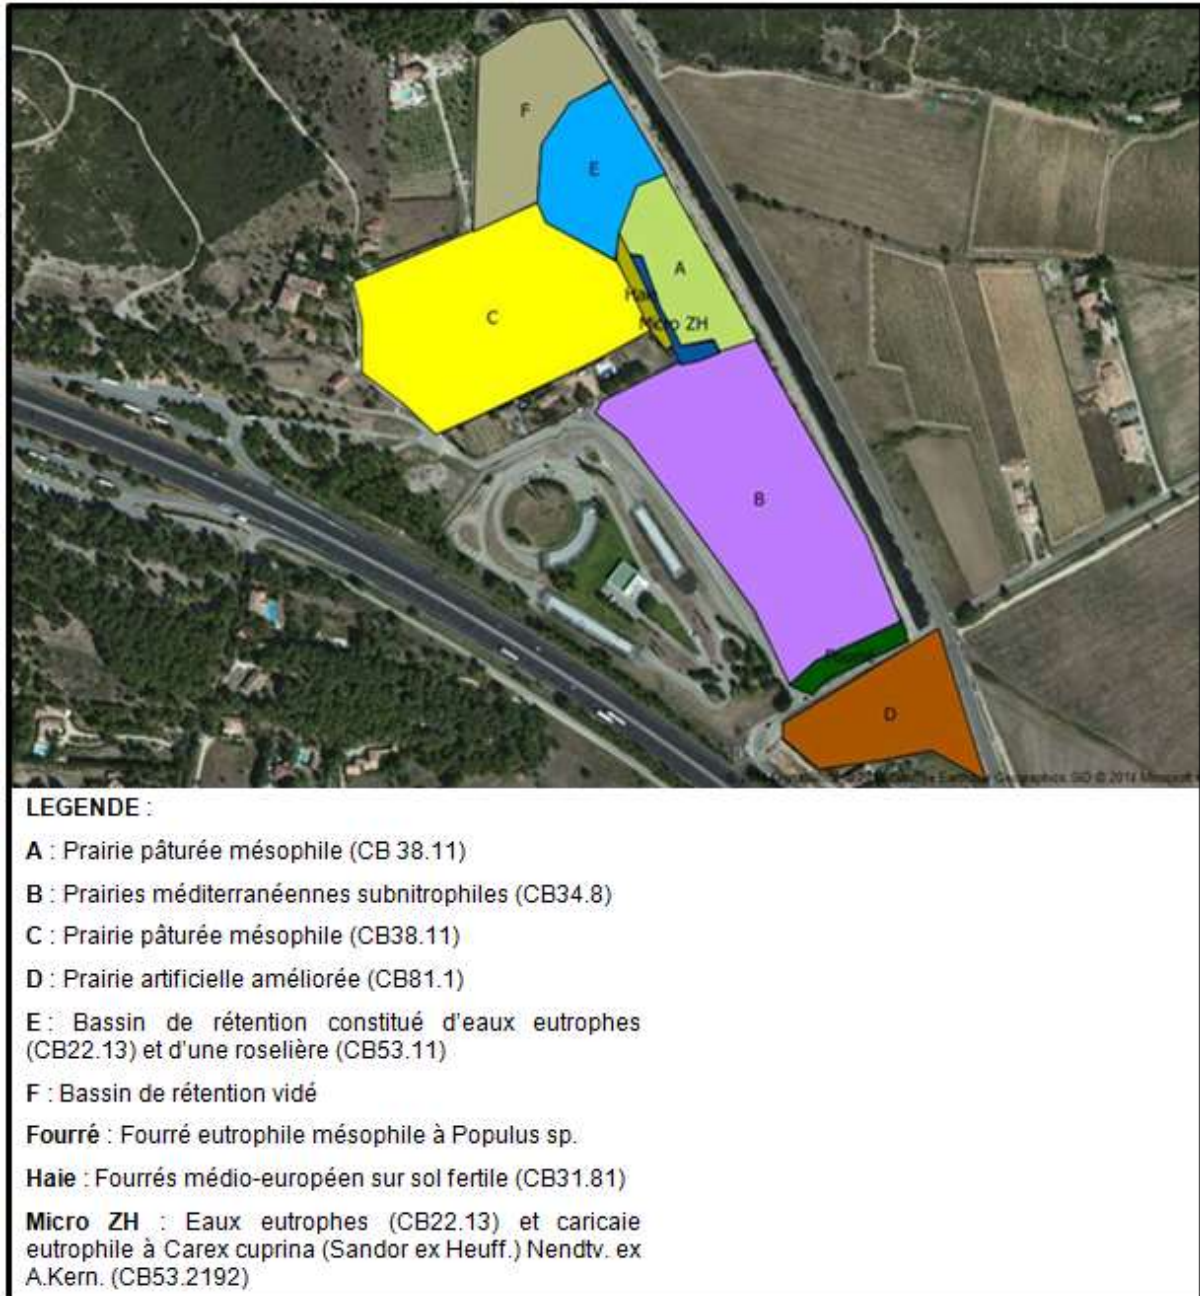 F
E
A
C
Haie
Micro ZH
B
D
LEGENDE :
A : Prairie pâturée mésophile (CB 38.11)
B : Prairies méditerranéennes subnitrophiles (CB34.8)
C : Prairie pâturée mésophile (CB38.11)
D : Prairie artificielle améliorée (CB81.1)
E : Bassin de rétention constitué d'eaux eutrophes
(CB22.13) et d'une roselière (CB53.11)
F : Bassin de rétention vidé
Fourré : Fourré eutrophile mésophile à Populus sp.
Haie : Fourrés médio-européen sur sol fertile (CB31.81)
Micro ZH : Eaux eutrophes (CB22.13) et caricaie
eutrophile à Carex cuprina (Sandor ex Heuff.) Nendtv. ex
A.Kern. (CB53.2192)